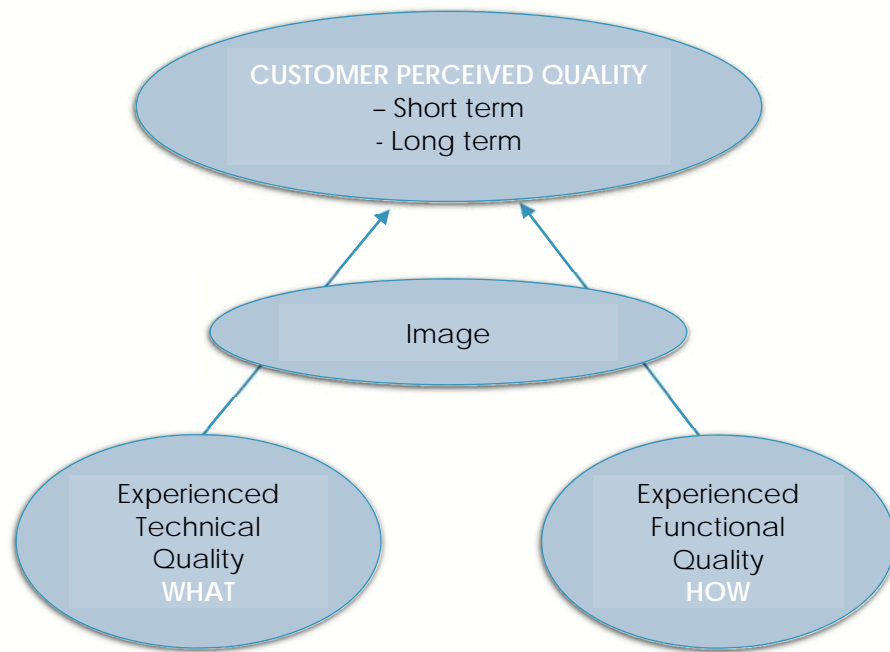 CUSTOMER PERCEIVED QUALITY
– Short term
- Long term
Image
Experienced
Technical
Quality
WHAT
Experienced
Functional
Quality
HOW